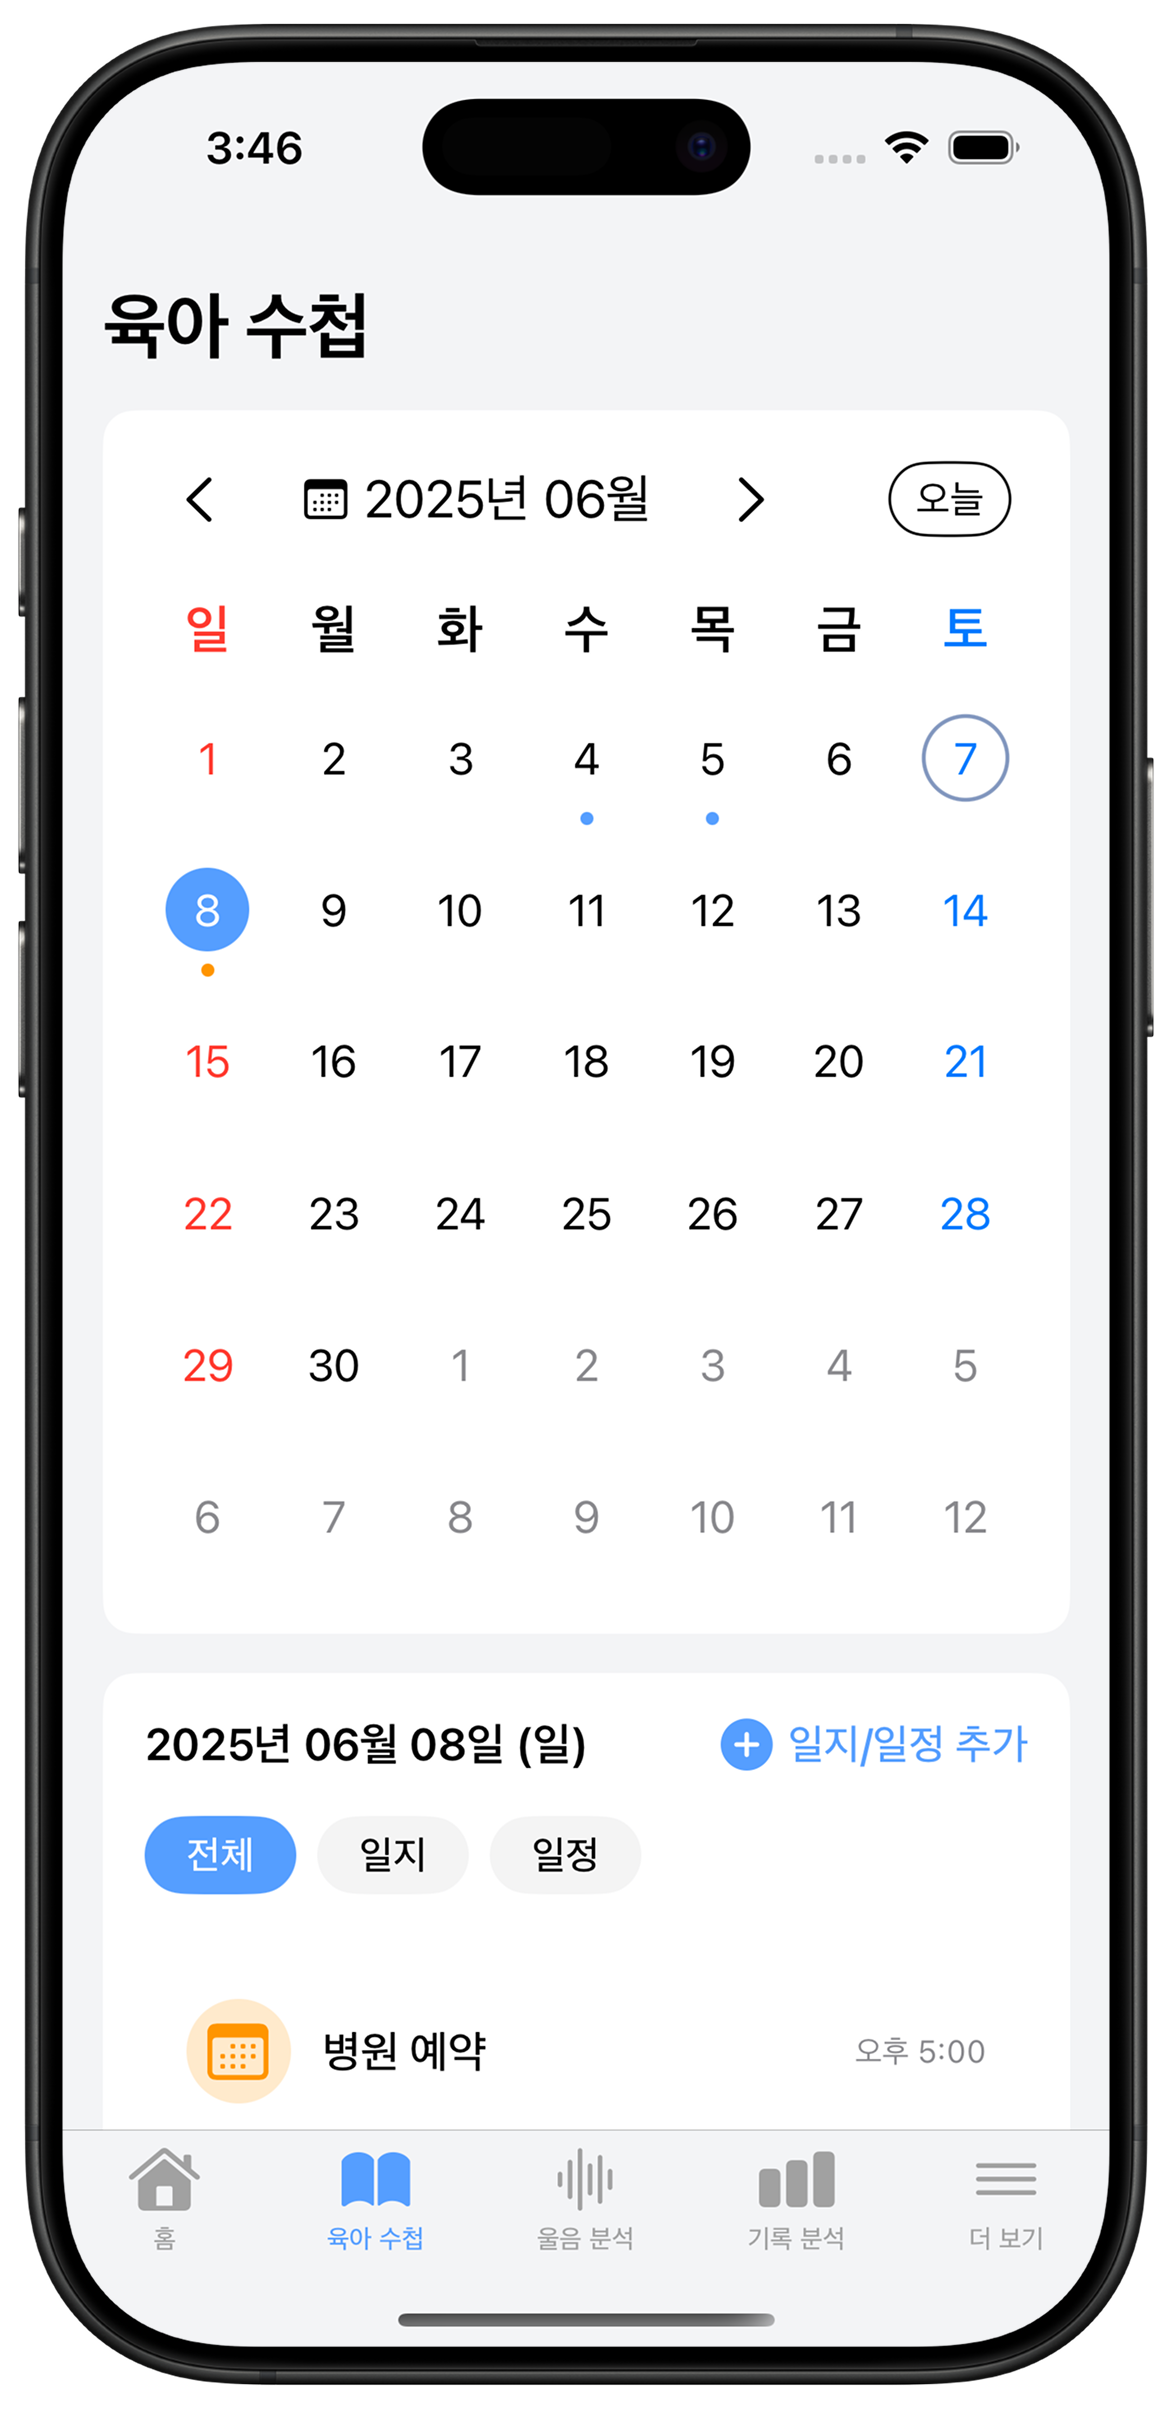 3:46
육아 수첩
2025년 06월
오늘
일 월 화 수 목 금 토
1 2 3 4 5 6 7
8 9 10 11 12 13 14
15 16 17 18 19 20 21
22 23 24 25 26 27 28
29 30 1 2 3 4 5
6 7 8 9 10 11 12
2025년 06월 08일 (일)
일지/일정 추가
전체 일지 일정
병원 예약 오후 5:00
홈 육아 수첩 울음 분석 기록 분석 더 보기